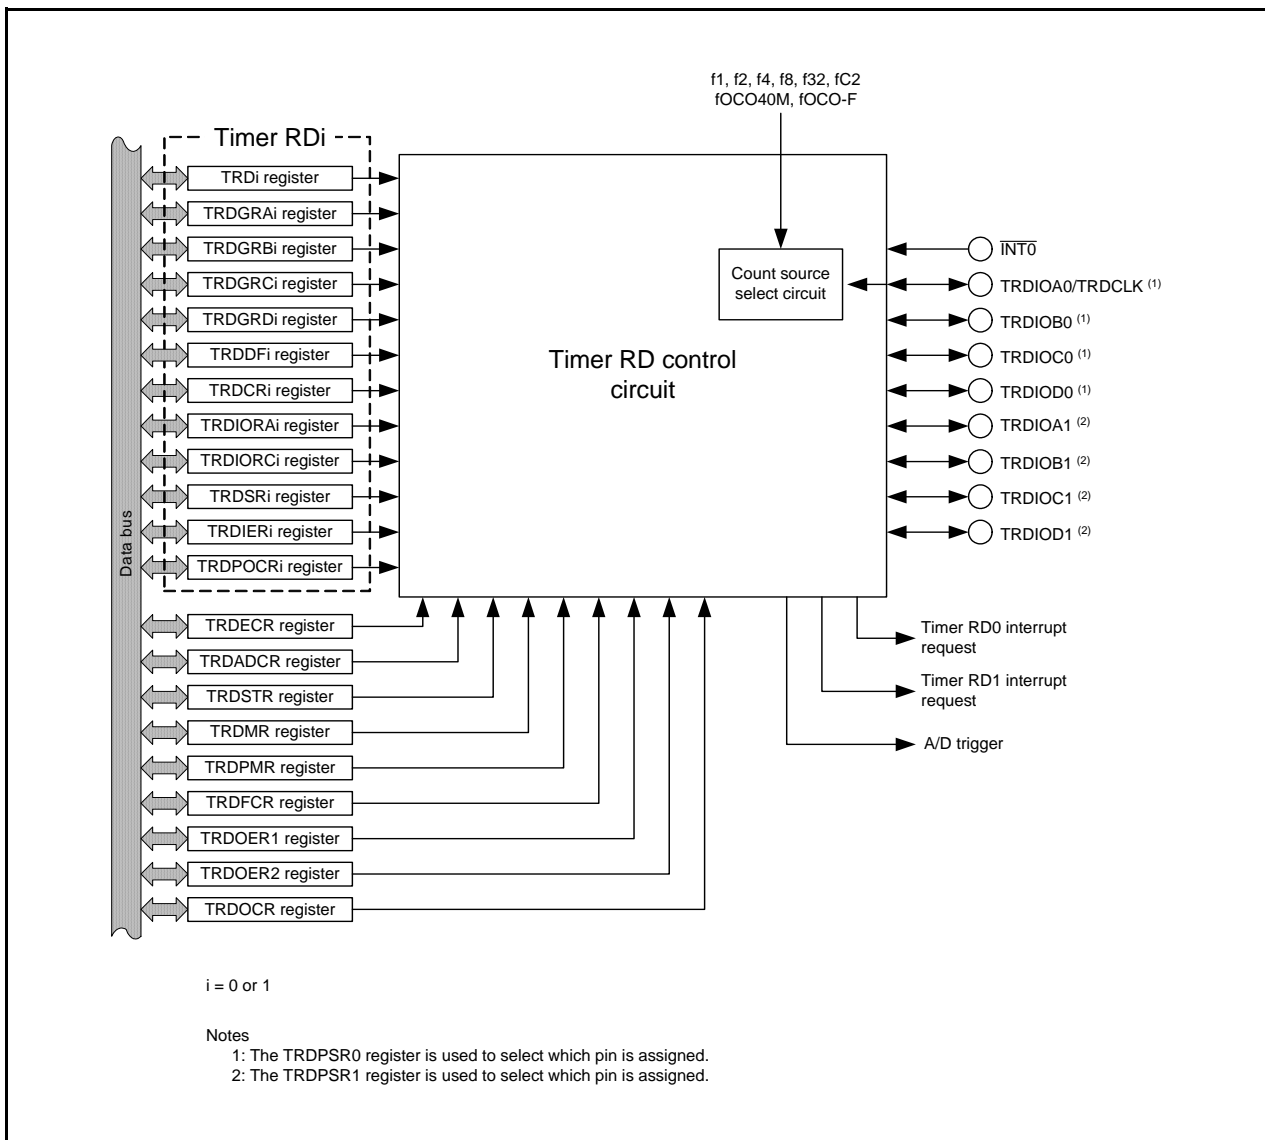 f1, f2, f4, f8, f32, fC2
fOCO40M, fOCO-F
Timer RDi
TRDi register
TRDGRAi register
TRDGRBi register
TRDGRCi register
TRDGRDi register
TRDDFi register
TRDCRi register
TRDIORAi register
TRDIORCi register
TRDSRi register
TRDIERi register
TRDPOCRi register
Data bus
TRDECR register
TRDADCR register
TRDSTR register
TRDMR register
TRDPMR register
TRDFCR register
TRDOER1 register
TRDOER2 register
TRDOCR register
Count source
select circuit
Timer RD control
circuit
INT0
TRDIOA0/TRDCLK (1)
TRDIOB0 (1)
TRDIOC0 (1)
TRDIOD0 (1)
TRDIOA1 (2)
TRDIOB1 (2)
TRDIOC1 (2)
TRDIOD1 (2)
Timer RD0 interrupt
request
Timer RD1 interrupt
request
A/D trigger
i = 0 or 1
Notes
1: The TRDPSR0 register is used to select which pin is assigned.
2: The TRDPSR1 register is used to select which pin is assigned.